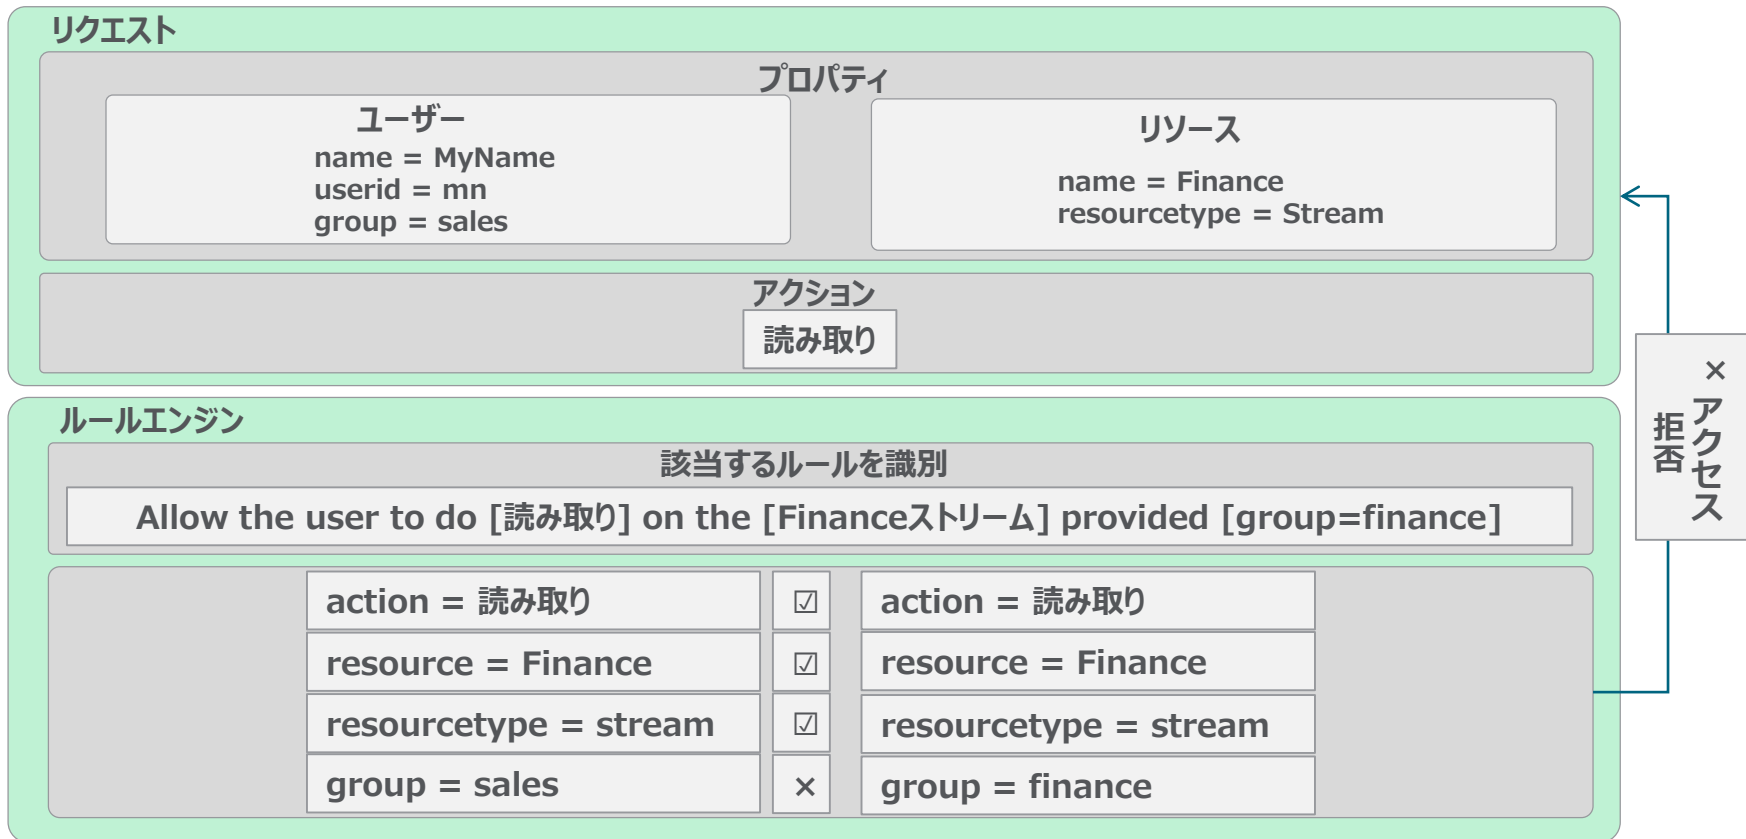 リクエスト
プロパティ
ユーザー
name = MyName
userid = mn
group = sales
リソース
name = Finance
resourcetype = Stream
アクション
読み取り
× アクセス
拒否
ルールエンジン
該当するルールを識別
Allow the user to do [読み取り] on the [Financeストリーム] provided [group=finance]
action = 読み取り ☑ action = 読み取り
resource = Finance ☑ resource = Finance
resourcetype = stream ☑ resourcetype = stream
group = sales × group = finance